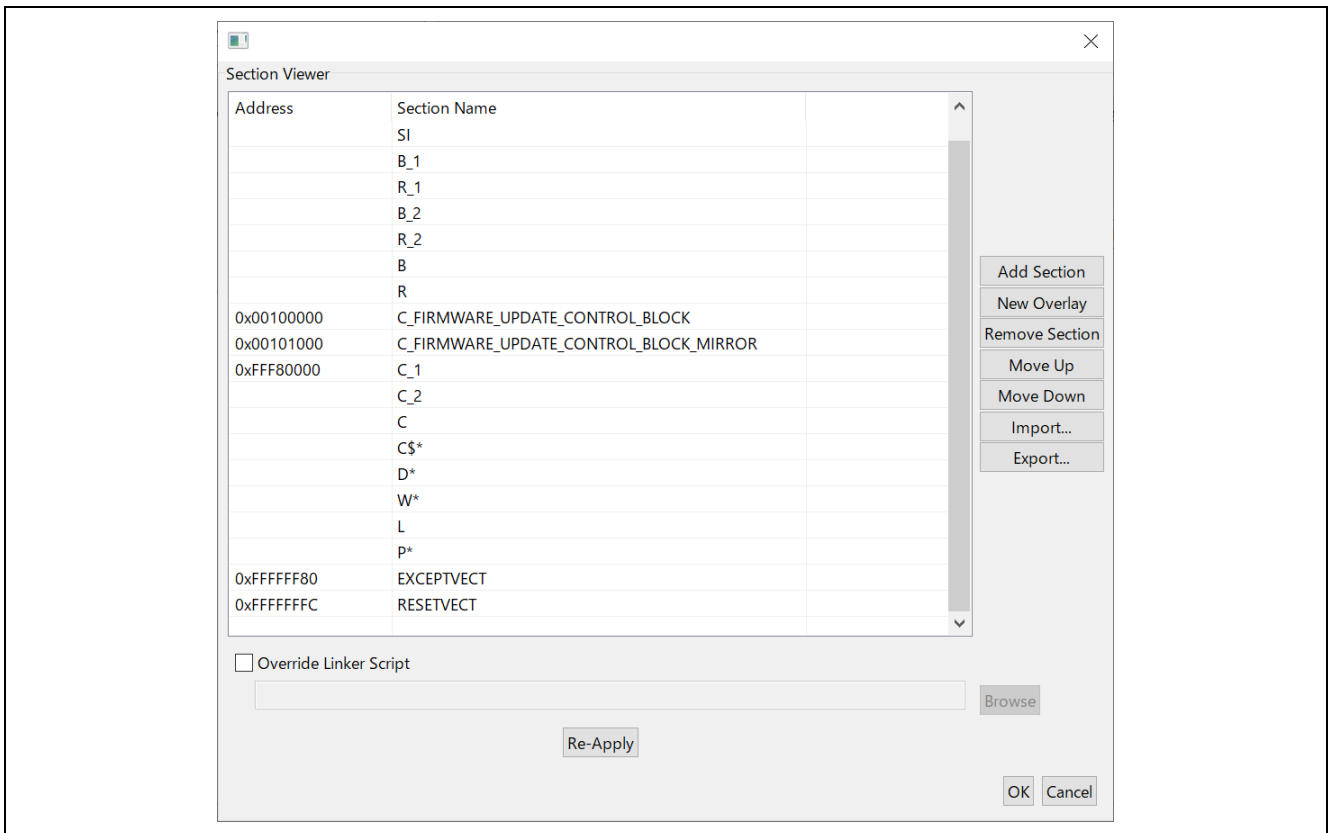 Section Viewer
Address Section Name
SI
B_1
R_1
B_2
R_2
B
R
0x00100000 C_FIRMWARE_UPDATE_CONTROL_BLOCK
0x00101000 C_FIRMWARE_UPDATE_CONTROL_BLOCK_MIRROR
0xFFF80000 C_1
C_2
C
C$*
D*
W*
L
P*
0xFFFFFF80 EXCEPTVECT
0xFFFFFFFC RESETVECT
Add Section
New Overlay
Remove Section
Move Up
Move Down
Import...
Export...
Override Linker Script
Browse
Re-Apply
OK Cancel